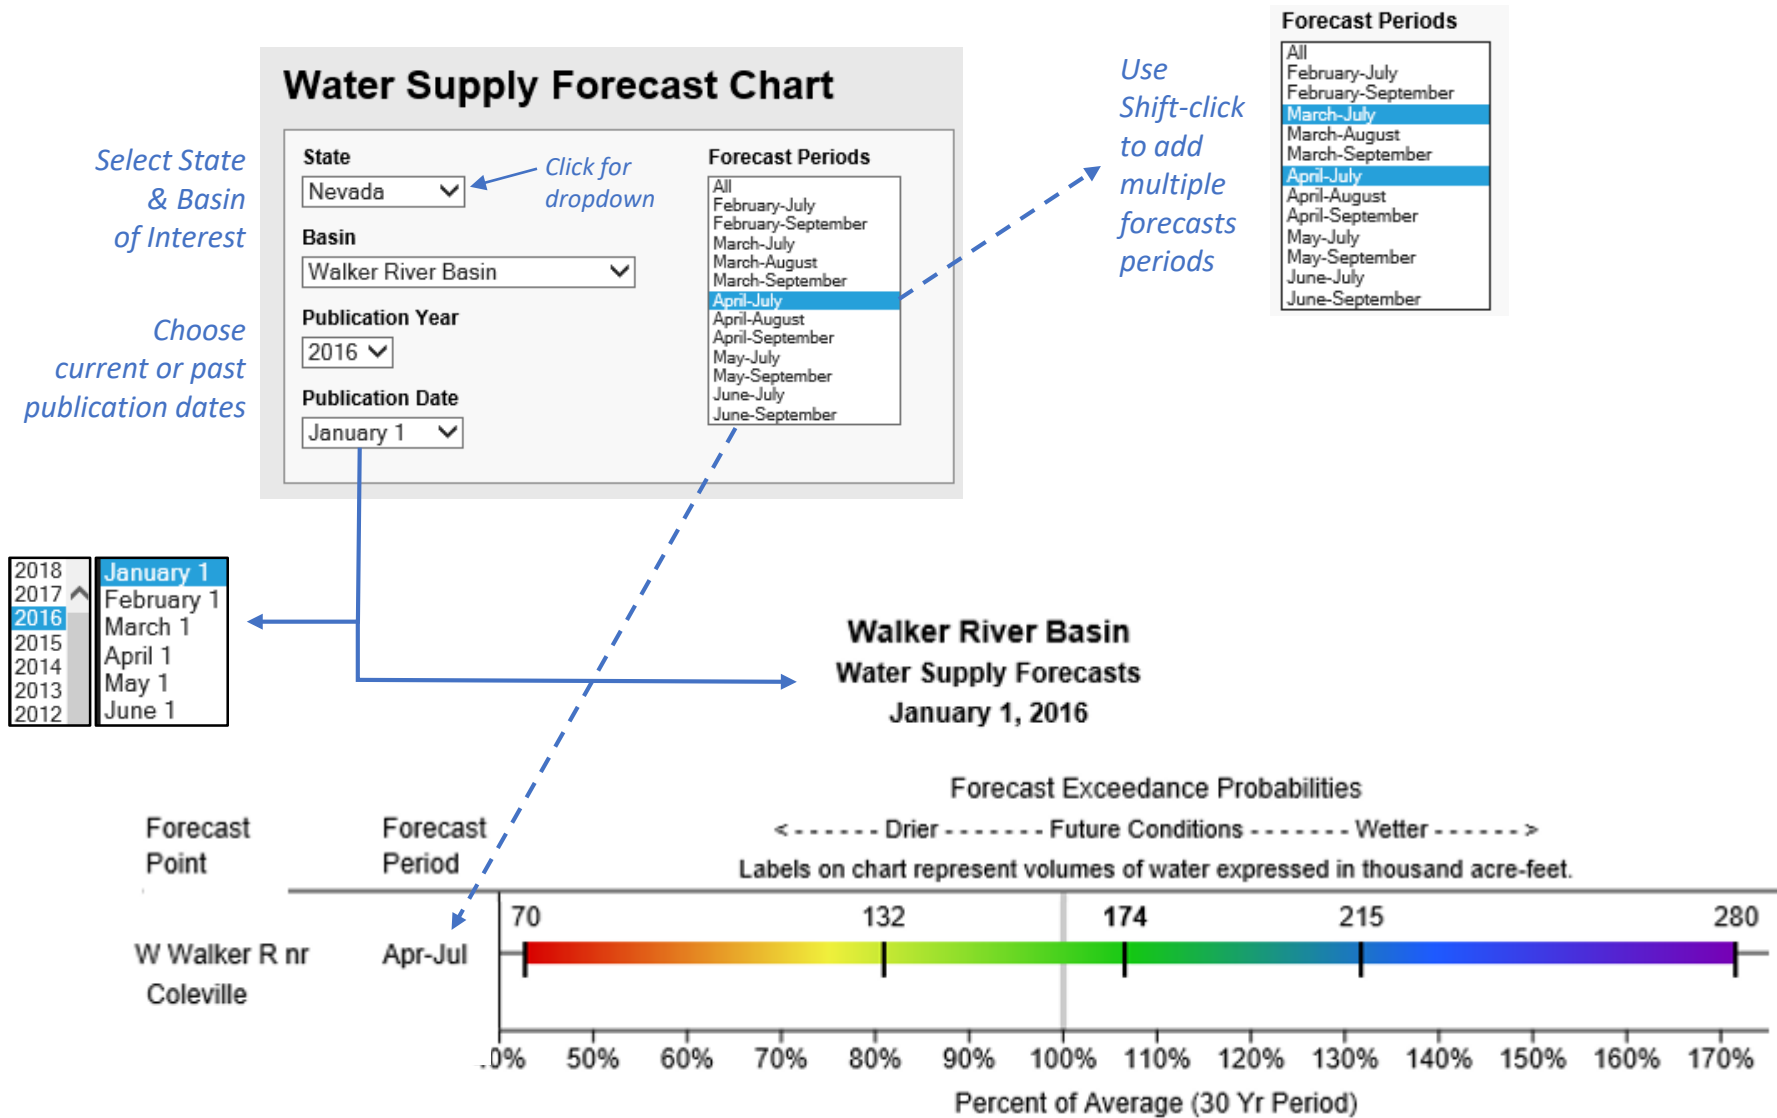 Water Supply Forecast Chart
Select State
& Basin
of Interest
State
Nevada
Click for
dropdown
Basin
Walker River Basin
Choose
current or past
publication dates
Publication Year
2016
Publication Date
January 1
Forecast Periods
All
February-July
February-September
March-July
March-August
March-September
April-July
April-August
April-September
May-July
May-September
June-July
June-September
Use
Shift-click
to add
multiple
forecasts
periods
Forecast Periods
All
February-July
February-September
March-July
March-August
March-September
April-July
April-August
April-September
May-July
May-September
June-July
June-September
2018
2017
2016
2015
2014
2013
2012
January 1
February 1
March 1
April 1
May 1
June 1
Walker River Basin
Water Supply Forecasts
January 1, 2016
Forecast Exceedance Probabilities
Forecast
Point
Forecast
Period
< - - - - - - Drier - - - - - - - Future Conditions - - - - - - - Wetter - - - - - - >
Labels on chart represent volumes of water expressed in thousand acre-feet.
70 132 174 215 280
W Walker R nr
Coleville
Apr-Jul
0% 50% 60% 70% 80% 90% 100% 110% 120% 130% 140% 150% 160% 170%
Percent of Average (30 Yr Period)